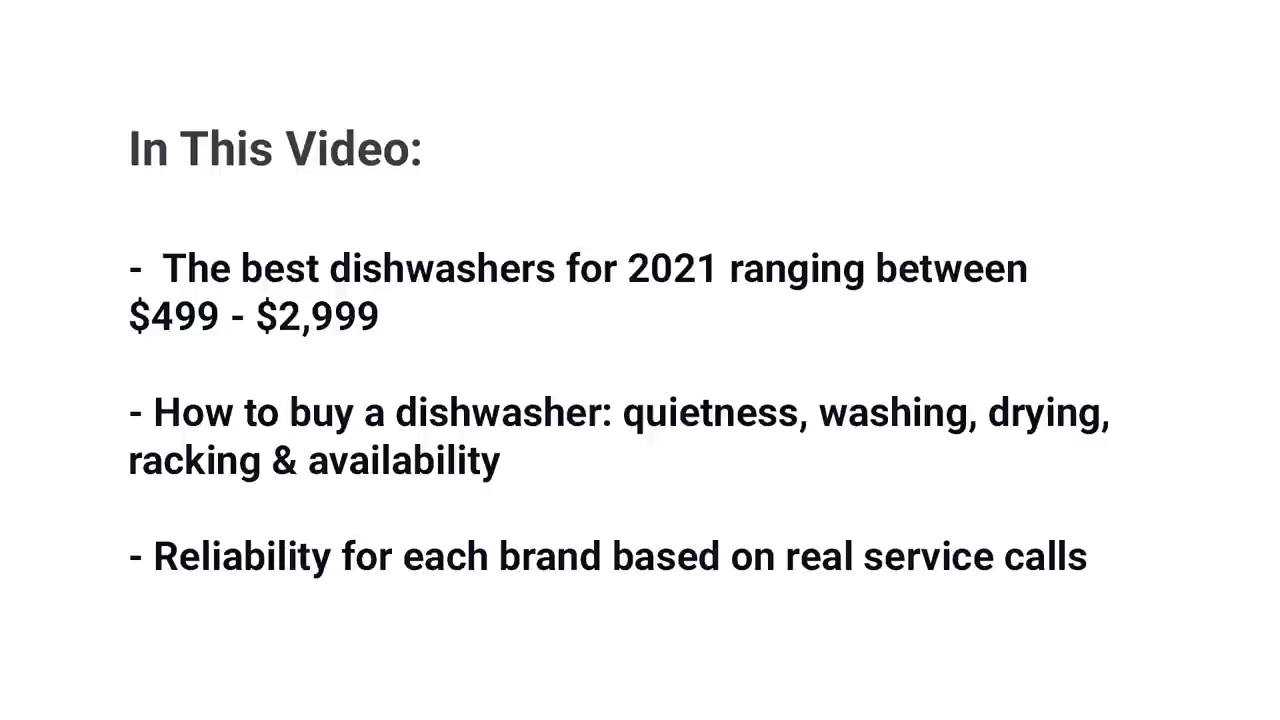 In This Video:
-  The best dishwashers for 2021 ranging between
$499 - $2,999
- How to buy a dishwasher: quietness, washing, drying,
racking & availability
- Reliability for each brand based on real service calls